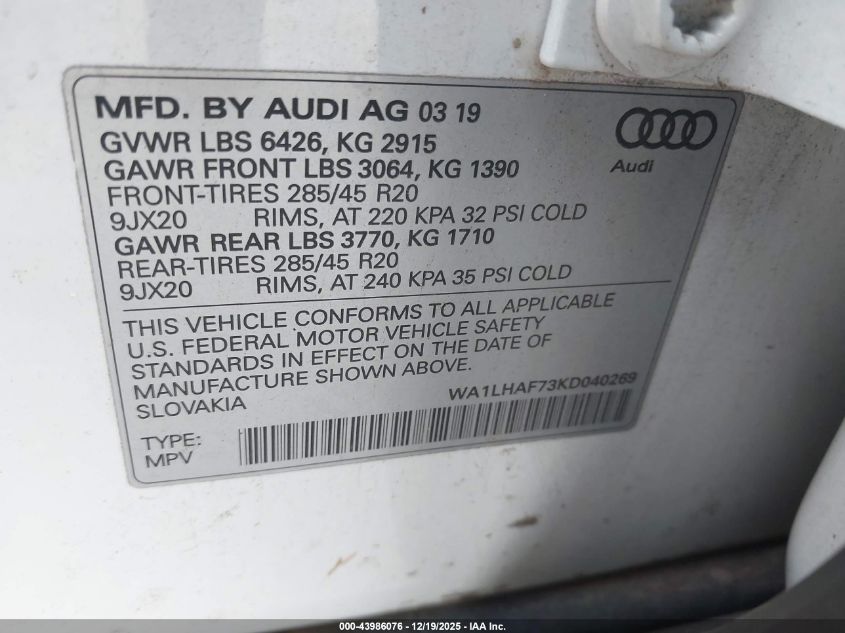 MFD. BY AUDI AG 03 19
GVWR LBS 6426, KG 2915
GAWR FRONT LBS 3064, KG 1390
FRONT-TIRES 285/45 R20
9JX20 RIMS, AT 220 KPA 32 PSI COLD
GAWR REAR LBS 3770, KG 1710
REAR-TIRES 285/45 R20
9JX20 RIMS, AT 240 KPA 35 PSI COLD
Audi
THIS VEHICLE CONFORMS TO ALL APPLICABLE
U.S. FEDERAL MOTOR VEHICLE SAFETY
STANDARDS IN EFFECT ON THE DATE OF
MANUFACTURE SHOWN ABOVE.
SLOVAKIA WA1LHAF73KD040269
TYPE:
MPV
000-43986076 - 12/19/2025 - IAA Inc.